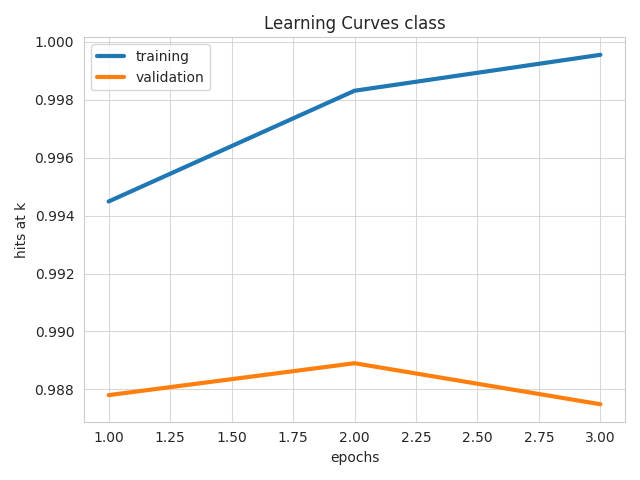 Learning Curves class
training
validation
hits at k
1.000
0.998
0.996
0.994
0.992
0.990
0.988
1.00 1.25 1.50 1.75 2.00 2.25 2.50 2.75 3.00
epochs